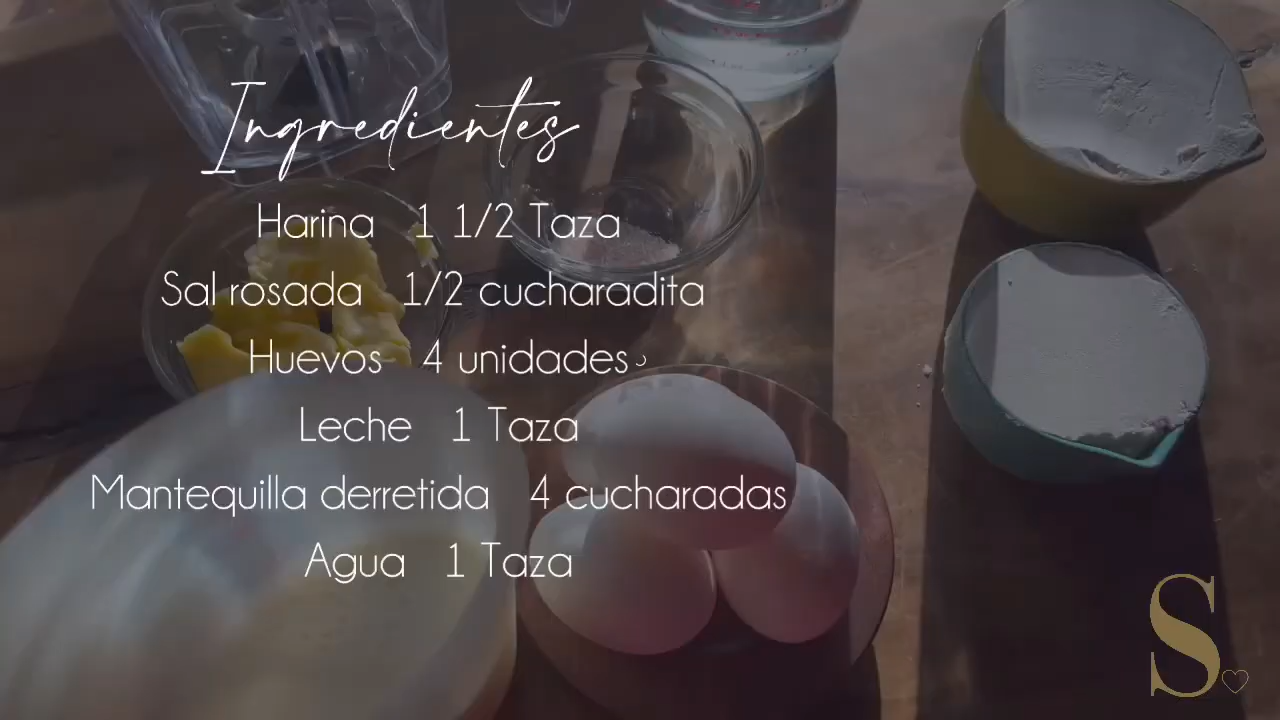 Ingredientes
Harina 1 1/2 Taza
Sal rosada 1/2 cucharadita
Huevos 4 unidades
Leche 1 Taza
Mantequilla derretida 4 cucharadas
Agua 1 Taza
S